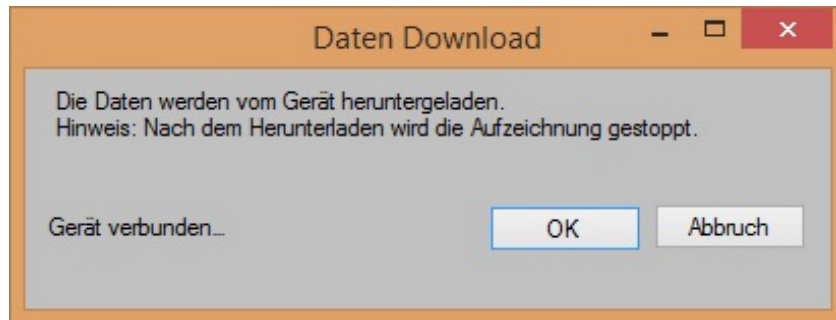 Daten Download
Die Daten werden vom Gerät heruntergeladen.
Hinweis: Nach dem Herunterladen wird die Aufzeichnung gestoppt.
Gerät verbunden...
OK
Abbruch